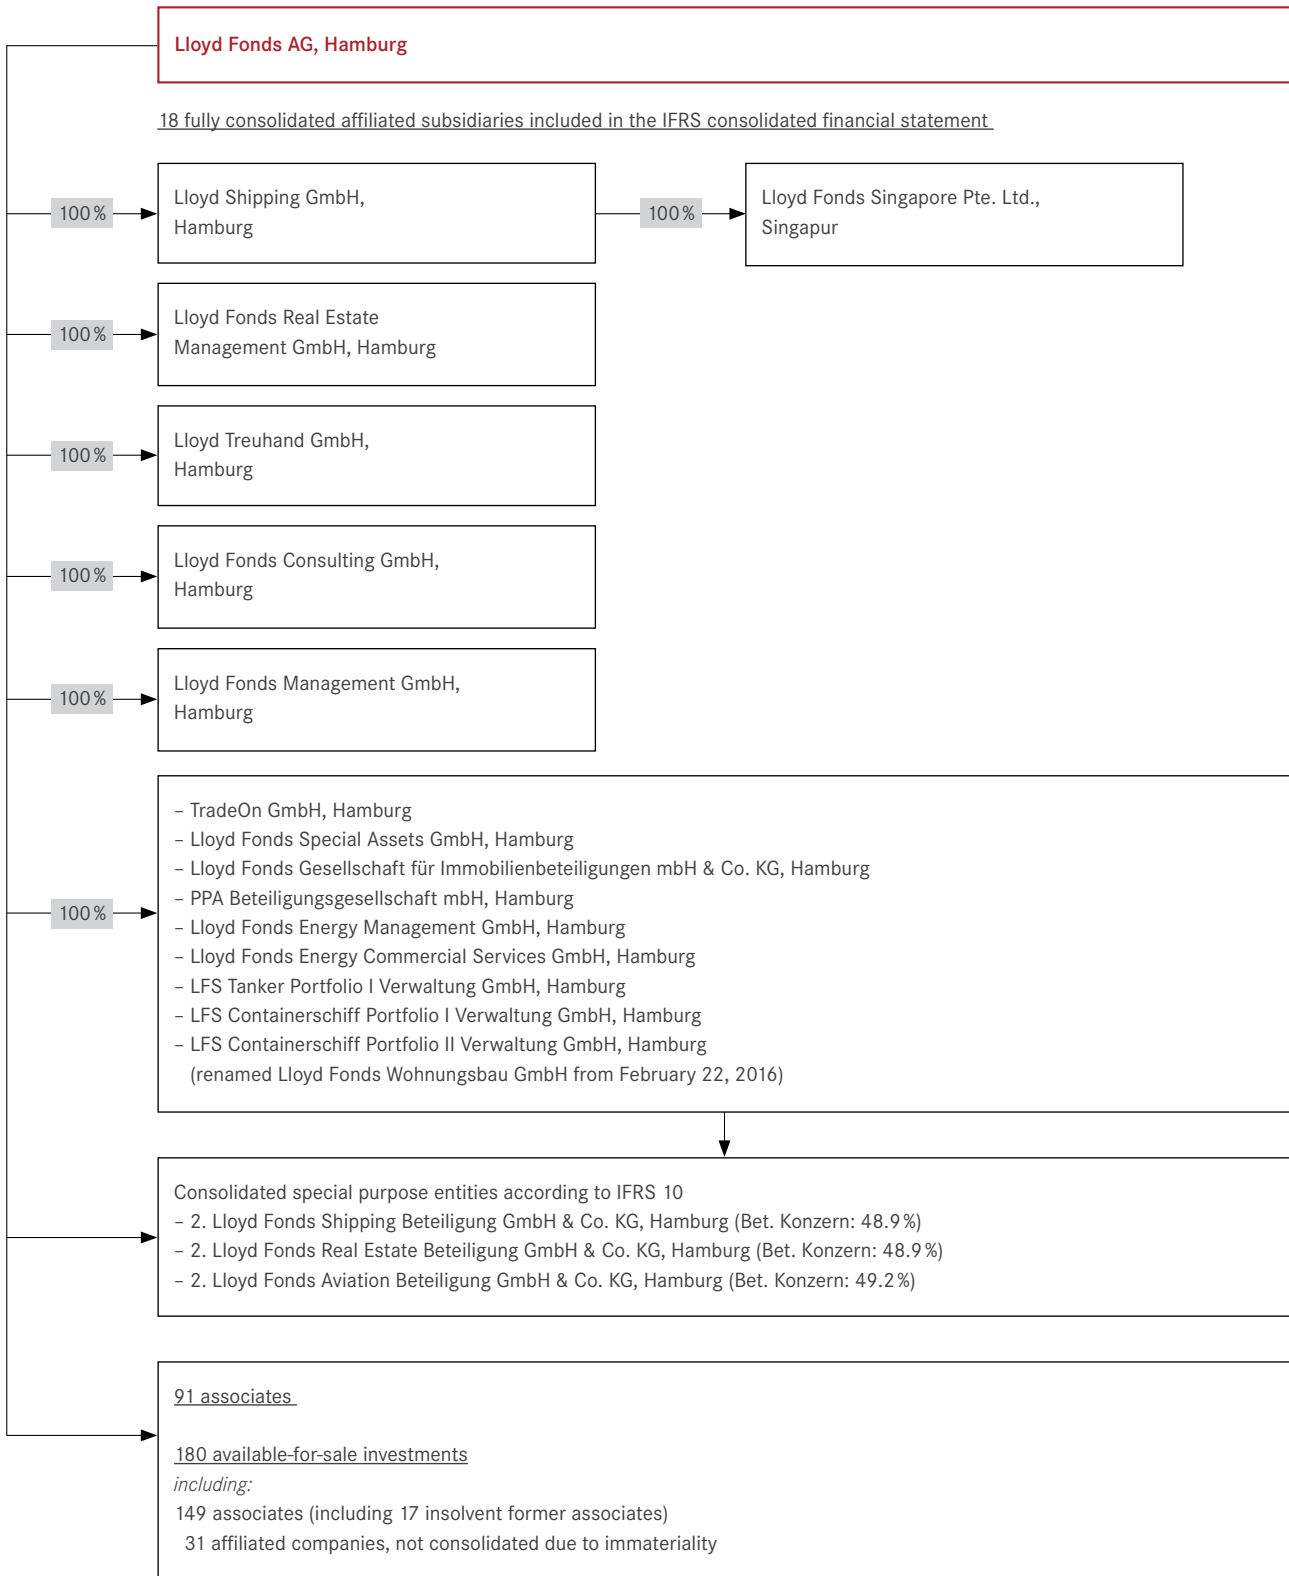 Lloyd Fonds AG, Hamburg
18 fully consolidated affiliated subsidiaries included in the IFRS consolidated financial statement
100 %
Lloyd Shipping GmbH,
Hamburg
100 %
Lloyd Fonds Singapore Pte. Ltd.,
Singapur
100 %
Lloyd Fonds Real Estate
Management GmbH, Hamburg
100 %
Lloyd Treuhand GmbH,
Hamburg
100 %
Lloyd Fonds Consulting GmbH,
Hamburg
100 %
Lloyd Fonds Management GmbH,
Hamburg
100 %
– TradeOn GmbH, Hamburg
– Lloyd Fonds Special Assets GmbH, Hamburg
– Lloyd Fonds Gesellschaft für Immobilienbeteiligungen mbH & Co. KG, Hamburg
– PPA Beteiligungsgesellschaft mbH, Hamburg
– Lloyd Fonds Energy Management GmbH, Hamburg
– Lloyd Fonds Energy Commercial Services GmbH, Hamburg
– LFS Tanker Portfolio I Verwaltung GmbH, Hamburg
– LFS Containerschiff Portfolio I Verwaltung GmbH, Hamburg
– LFS Containerschiff Portfolio II Verwaltung GmbH, Hamburg
(renamed Lloyd Fonds Wohnungsbau GmbH from February 22, 2016)
Consolidated special purpose entities according to IFRS 10
– 2. Lloyd Fonds Shipping Beteiligung GmbH & Co. KG, Hamburg (Bet. Konzern: 48.9 %)
– 2. Lloyd Fonds Real Estate Beteiligung GmbH & Co. KG, Hamburg (Bet. Konzern: 48.9 %)
– 2. Lloyd Fonds Aviation Beteiligung GmbH & Co. KG, Hamburg (Bet. Konzern: 49.2 %)
91 associates
180 available-for-sale investments
including:
149 associates (including 17 insolvent former associates)
31 affiliated companies, not consolidated due to immateriality